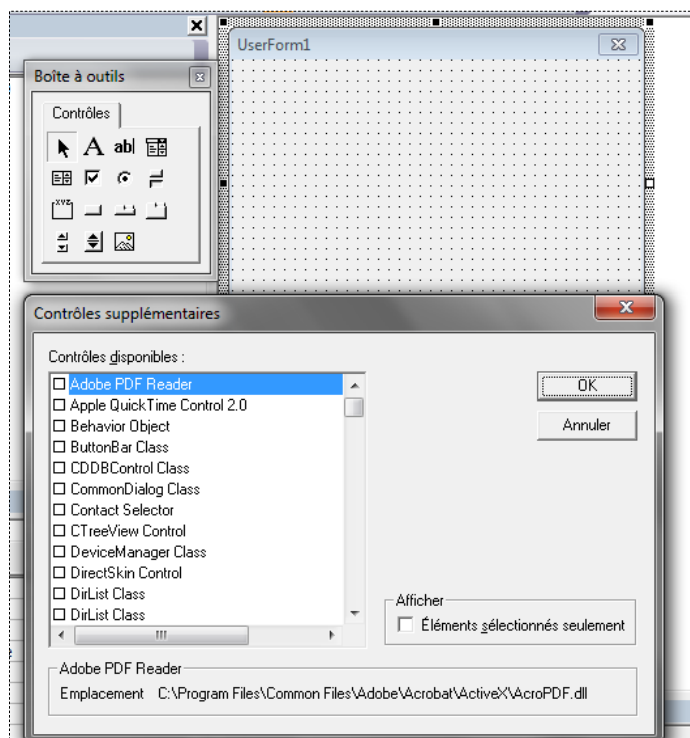 UserForm1
Boîte à outils
Contrôles
A ab|
XYZ
Contrôles supplémentaires
Contrôles disponibles :
Adobe PDF Reader
Apple QuickTime Control 2.0
Behavior Object
ButtonBar Class
CDDBControl Class
CommonDialog Class
Contact Selector
CTreeView Control
DeviceManager Class
DirectSkin Control
DirList Class
DirList Class
OK
Annuler
Afficher
Éléments sélectionnés seulement
Adobe PDF Reader
Emplacement C:\Program Files\Common Files\Adobe\Acrobat\ActiveX\AcroPDF.dll